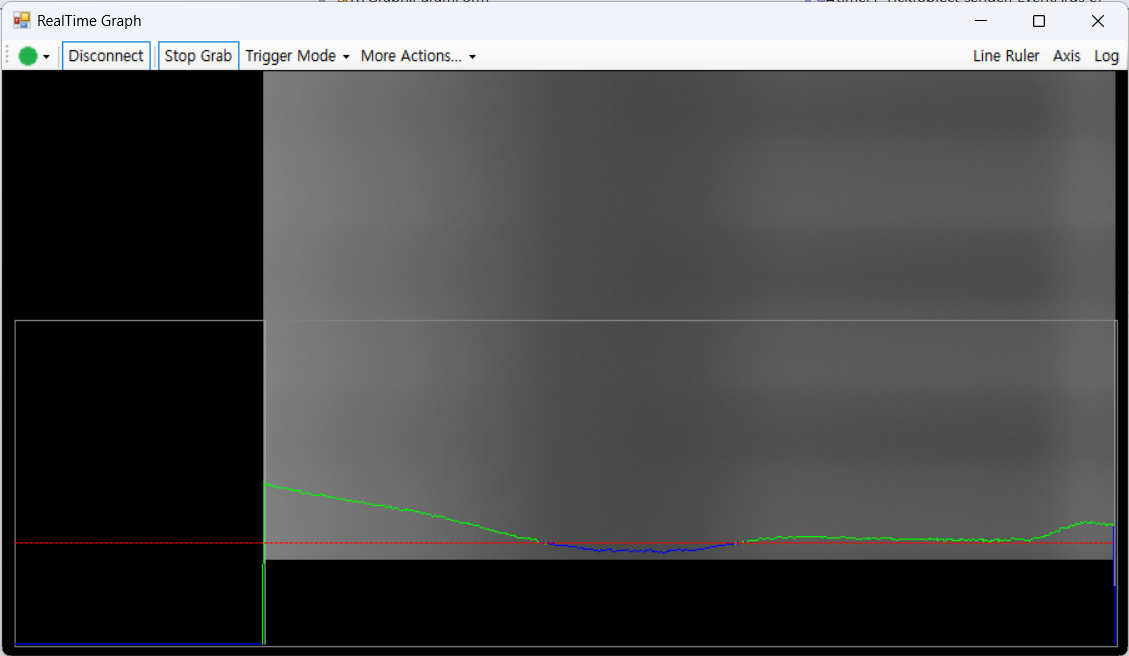 RealTime Graph
Disconnect Stop Grab Trigger Mode More Actions... Line Ruler Axis Log